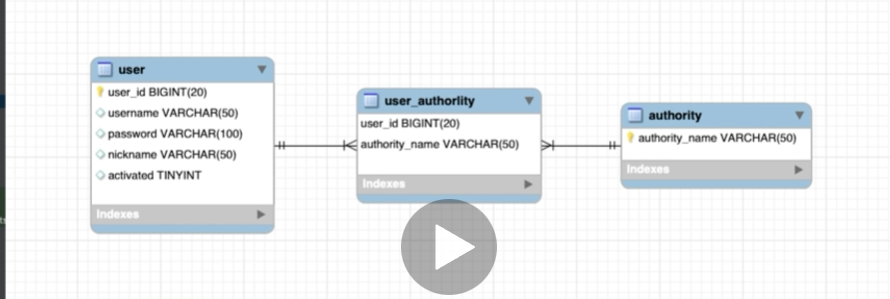 user
user_id BIGINT(20)
username VARCHAR(50)
password VARCHAR(100)
nickname VARCHAR(50)
activated TINYINT
Indexes
user_authorlity
user_id BIGINT(20)
authority_name VARCHAR(50)
Indexes
authority
authority_name VARCHAR(50)
Indexes